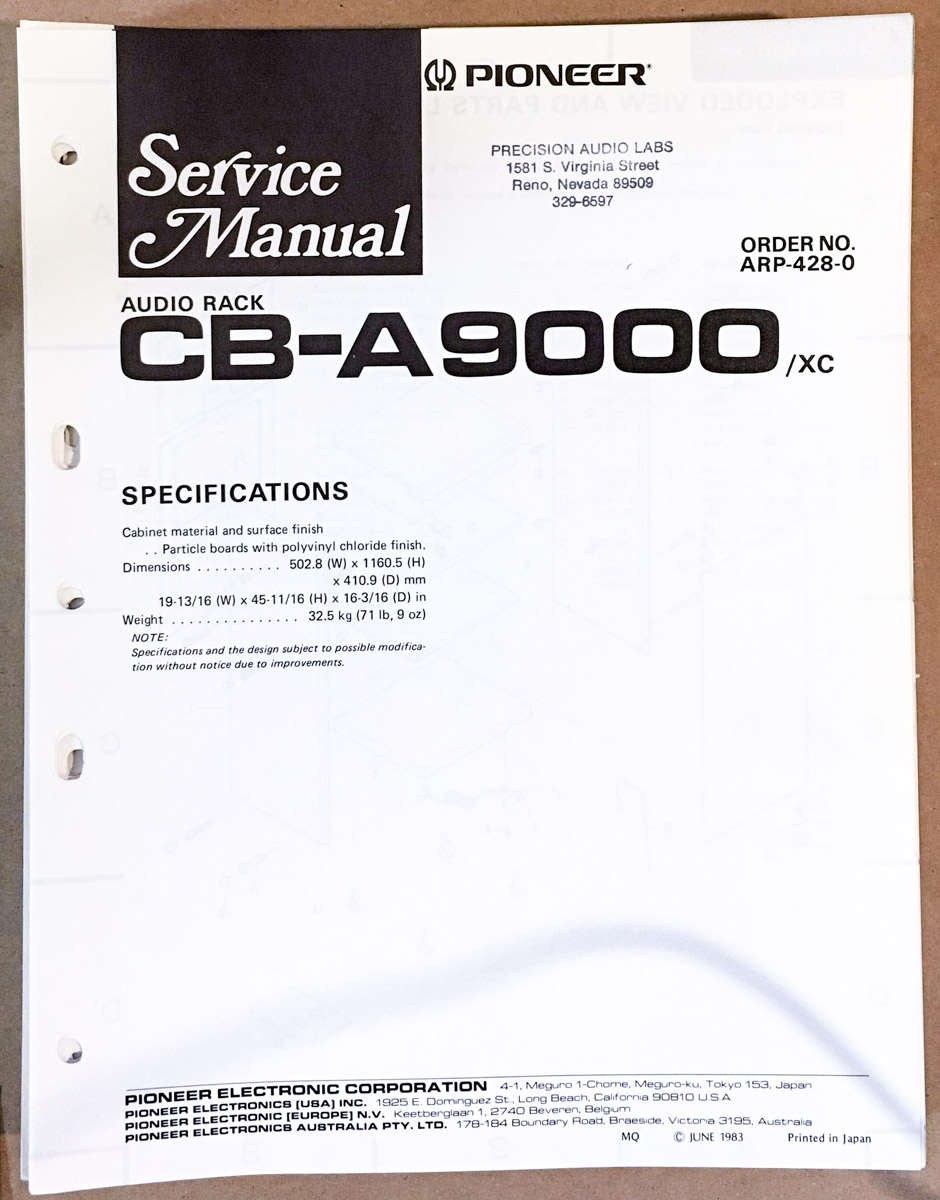 PIONEER®
Service
Manual
PRECISION AUDIO LABS
1581 S. Virginia Street
Reno, Nevada 89509
329-6597
ORDER NO.
ARP-428-0
AUDIO RACK
CB-A9000/XC
SPECIFICATIONS
Cabinet material and surface finish
. . Particle boards with polyvinyl chloride finish.
Dimensions . . . . . . . . . . 502.8 (W) x 1160.5 (H)
x 410.9 (D) mm
19-13/16 (W) x 45-11/16 (H) x 16-3/16 (D) in
Weight . . . . . . . . . . . . . . . 32.5 kg (71 lb, 9 oz)
NOTE:
Specifications and the design subject to possible modifica-
tion without notice due to improvements.
PIONEER ELECTRONIC CORPORATION 4-1, Meguro 1-Chome, Meguro-ku, Tokyo 153, Japan
PIONEER ELECTRONICS [USA] INC. 1925 E. Dominguez St., Long Beach, California 90810 U.S.A.
PIONEER ELECTRONIC [EUROPE] N.V. Keetberglaan 1, 2740 Beveren, Belgium
PIONEER ELECTRONICS AUSTRALIA PTY. LTD. 178-184 Boundary Road, Braeside, Victoria 3195, Australia
MQ © JUNE 1983 Printed in Japan